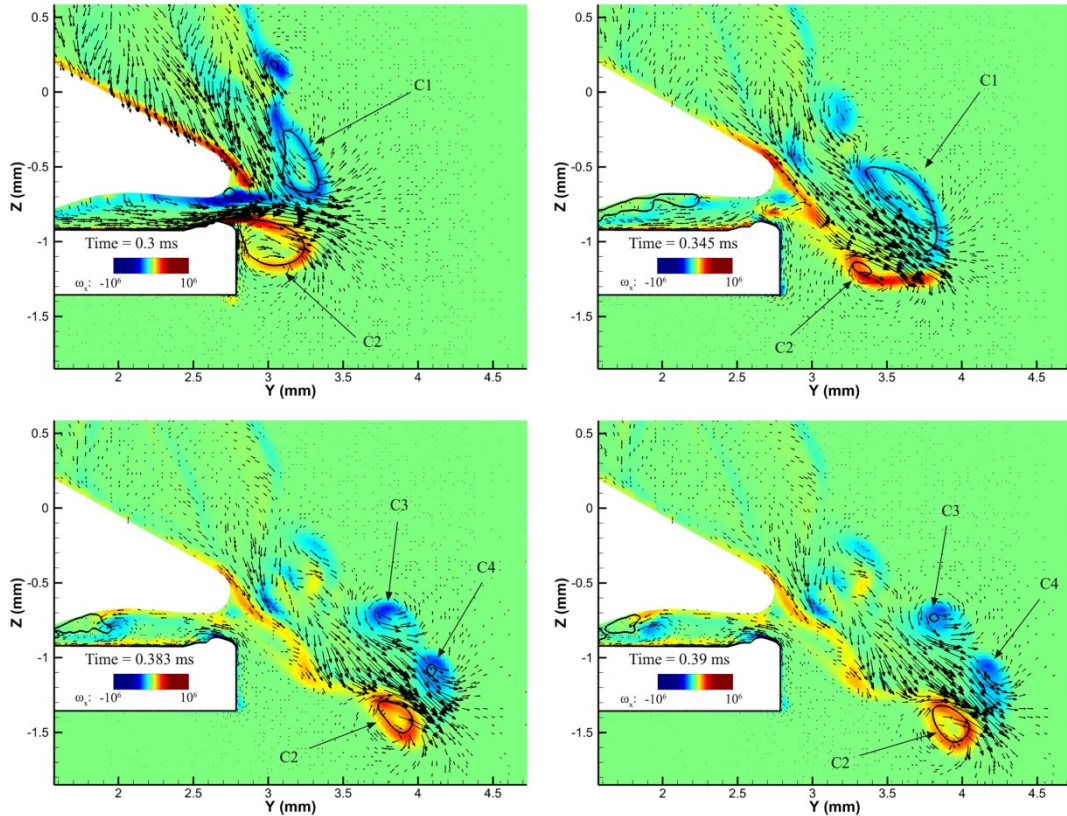 0.5
0
-0.5
-1
-1.5
Z (mm)
C1
Time = 0.3 ms
ωx: -10⁶ 10⁶
C2
2 2.5 3 3.5 4 4.5
Y (mm)
0.5
0
-0.5
-1
-1.5
Z (mm)
C1
Time = 0.345 ms
ωx: -10⁶ 10⁶
C2
2 2.5 3 3.5 4 4.5
Y (mm)
0.5
0
-0.5
-1
-1.5
Z (mm)
C3
C4
Time = 0.383 ms
ωx: -10⁶ 10⁶
C2
2 2.5 3 3.5 4 4.5
Y (mm)
0.5
0
-0.5
-1
-1.5
Z (mm)
C3
C4
Time = 0.39 ms
ωx: -10⁶ 10⁶
C2
2 2.5 3 3.5 4 4.5
Y (mm)